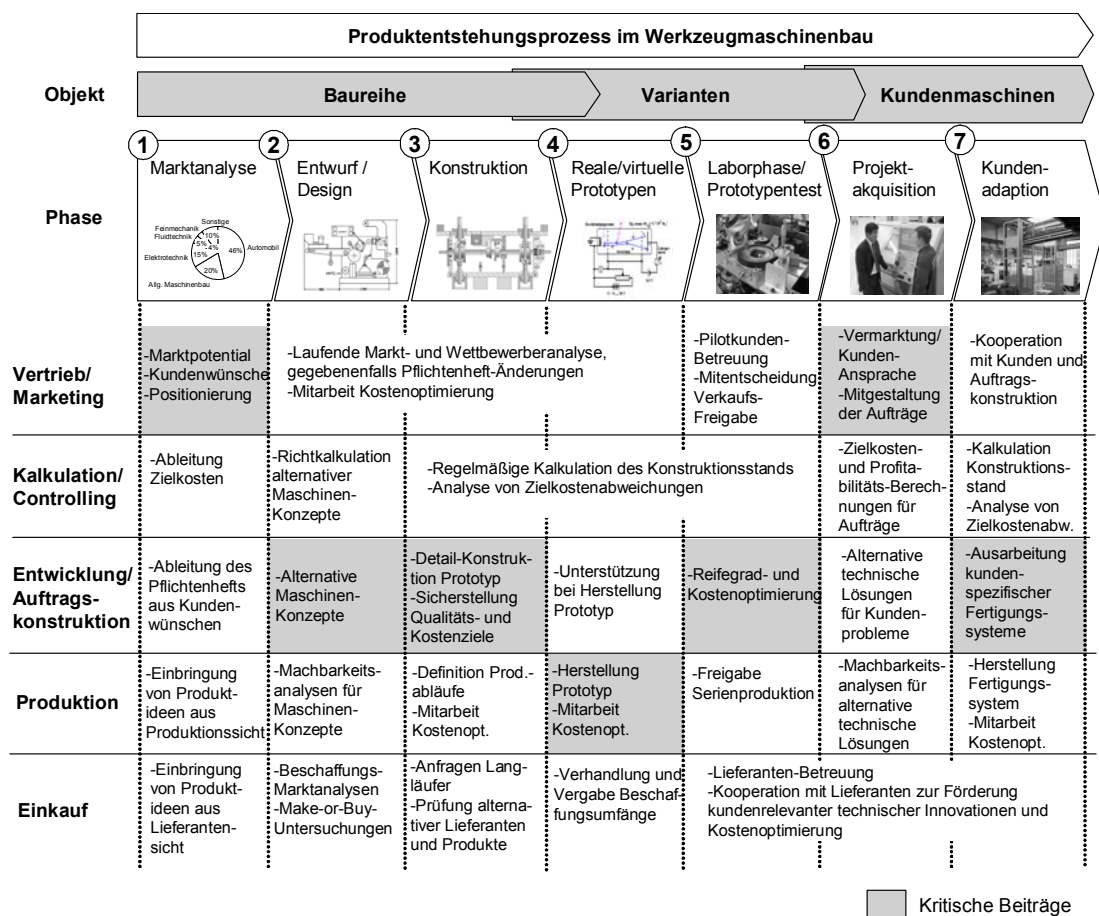 Produktentstehungsprozess im Werkzeugmaschinenbau
Objekt
Baureihe
Varianten
Kundenmaschinen
Phase
1
Marktanalyse
2
Entwurf /
Design
3
Konstruktion
4
Reale/virtuelle
Prototypen
5
Laborphase/
Prototypentest
6
Projekt-
akquisition
7
Kunden-
adaption
Sonstige
Feinmechanik
Fluidtechnik
Elektrotechnik
Allg. Maschinenbau
Automobil
10%
5%
4%
15%
20%
46%
Vertrieb/
Marketing
-Marktpotential
-Kundenwünsche
-Positionierung
-Laufende Markt- und Wettbewerberanalyse,
gegebenenfalls Pflichtenheft-Änderungen
-Mitarbeit Kostenoptimierung
-Pilotkunden-
Betreuung
-Mitentscheidung
Verkaufs-
Freigabe
-Vermarktung/
Kunden-
Ansprache
-Mitgestaltung
der Aufträge
-Kooperation
mit Kunden und
Auftrags-
konstruktion
Kalkulation/
Controlling
-Ableitung
Zielkosten
-Richtkalkulation
alternativer
Maschinen-
Konzepte
-Regelmäßige Kalkulation des Konstruktionsstands
-Analyse von Zielkostenabweichungen
-Zielkosten-
und Profita-
bilitäts-Berech-
nungen für
Aufträge
-Kalkulation
Konstruktions-
stand
-Analyse von
Zielkostenabw.
Entwicklung/
Auftrags-
konstruktion
-Ableitung des
Pflichtenhefts
aus Kunden-
wünschen
-Alternative
Maschinen-
Konzepte
-Detail-Konstruk-
tion Prototyp
-Sicherstellung
Qualitäts- und
Kostenziele
-Unterstützung
bei Herstellung
Prototyp
-Reifegrad- und
Kostenoptimierung
-Alternative
technische
Lösungen
für Kunden-
probleme
-Ausarbeitung
kunden-
spezifischer
Fertigungs-
systeme
Produktion
-Einbringung
von Produkt-
ideen aus
Produktionssicht
-Machbarkeits-
analysen für
Maschinen-
Konzepte
-Definition Prod.-
abläufe
-Mitarbeit
Kostenopt.
-Herstellung
Prototyp
-Mitarbeit
Kostenopt.
-Freigabe
Serienproduktion
-Machbarkeits-
analysen für
alternative
technische
Lösungen
-Herstellung
Fertigungs-
system
-Mitarbeit
Kostenopt.
Einkauf
-Einbringung
von Produkt-
ideen aus
Lieferanten-
sicht
-Beschaffungs-
Marktanalysen
-Make-or-Buy-
Untersuchungen
-Anfragen Lang-
läufer
-Prüfung alterna-
tiver Lieferanten
und Produkte
-Verhandlung und
Vergabe Beschaf-
fungsumfänge
-Lieferanten-Betreuung
-Kooperation mit Lieferanten zur Förderung
kundenrelevanter technischer Innovationen und
Kostenoptimierung
Kritische Beiträge